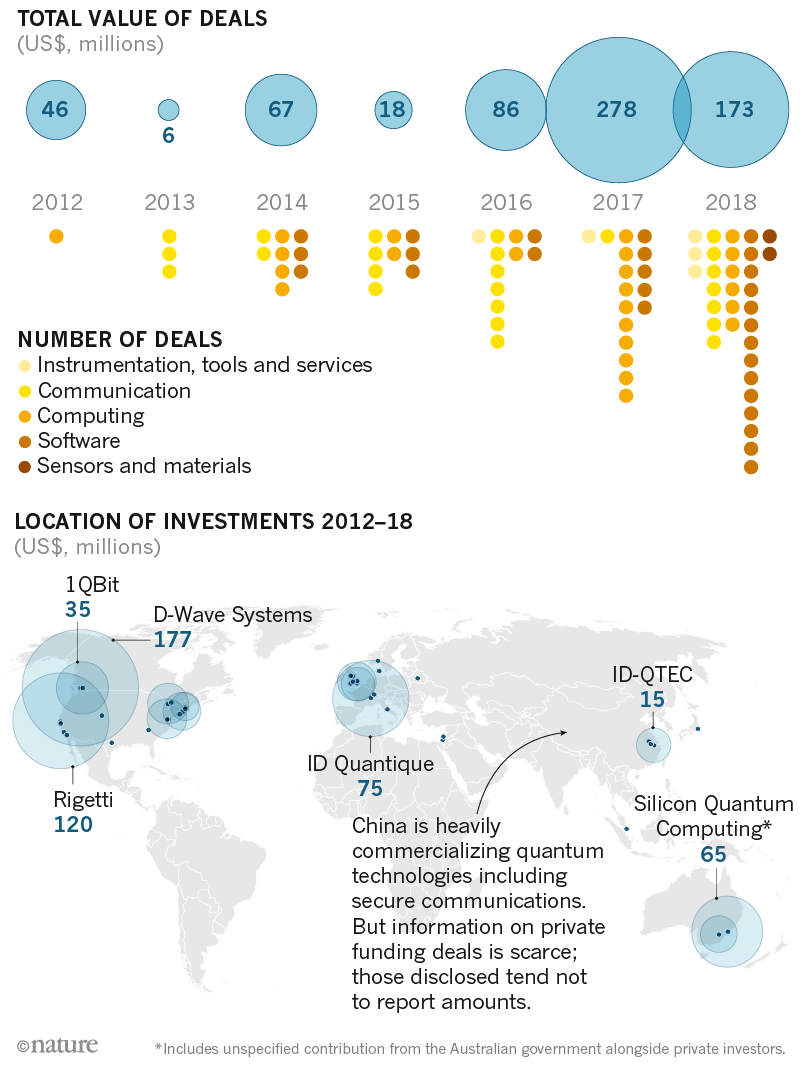 TOTAL VALUE OF DEALS
(US$, millions)
46
6
67
18
86
278
173
2012
2013
2014
2015
2016
2017
2018
NUMBER OF DEALS
Instrumentation, tools and services
Communication
Computing
Software
Sensors and materials
LOCATION OF INVESTMENTS 2012–18
(US$, millions)
1QBit
35
D-Wave Systems
177
Rigetti
120
ID Quantique
75
ID-QTEC
15
Silicon Quantum
Computing*
65
China is heavily
commercializing quantum
technologies including
secure communications.
But information on private
funding deals is scarce;
those disclosed tend not
to report amounts.
©nature
*Includes unspecified contribution from the Australian government alongside private investors.